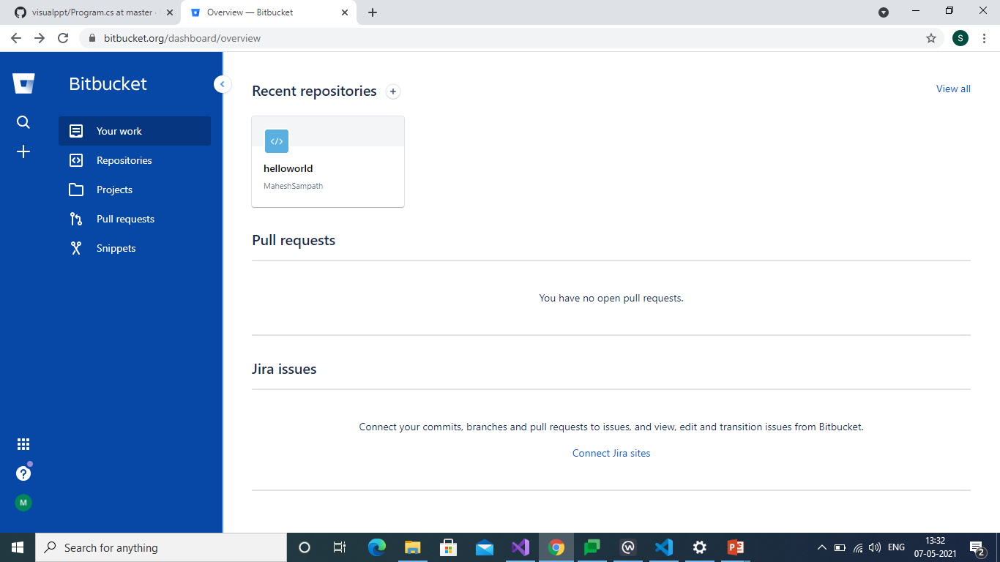 visualppt/Program.cs at master ·
Overview — Bitbucket
bitbucket.org/dashboard/overview
S
Bitbucket
Your work
Repositories
Projects
Pull requests
Snippets
M
Recent repositories
View all
helloworld
MaheshSampath
Pull requests
You have no open pull requests.
Jira issues
Connect your commits, branches and pull requests to issues, and view, edit and transition issues from Bitbucket.
Connect Jira sites
Search for anything
ENG
13:32
07-05-2021
2